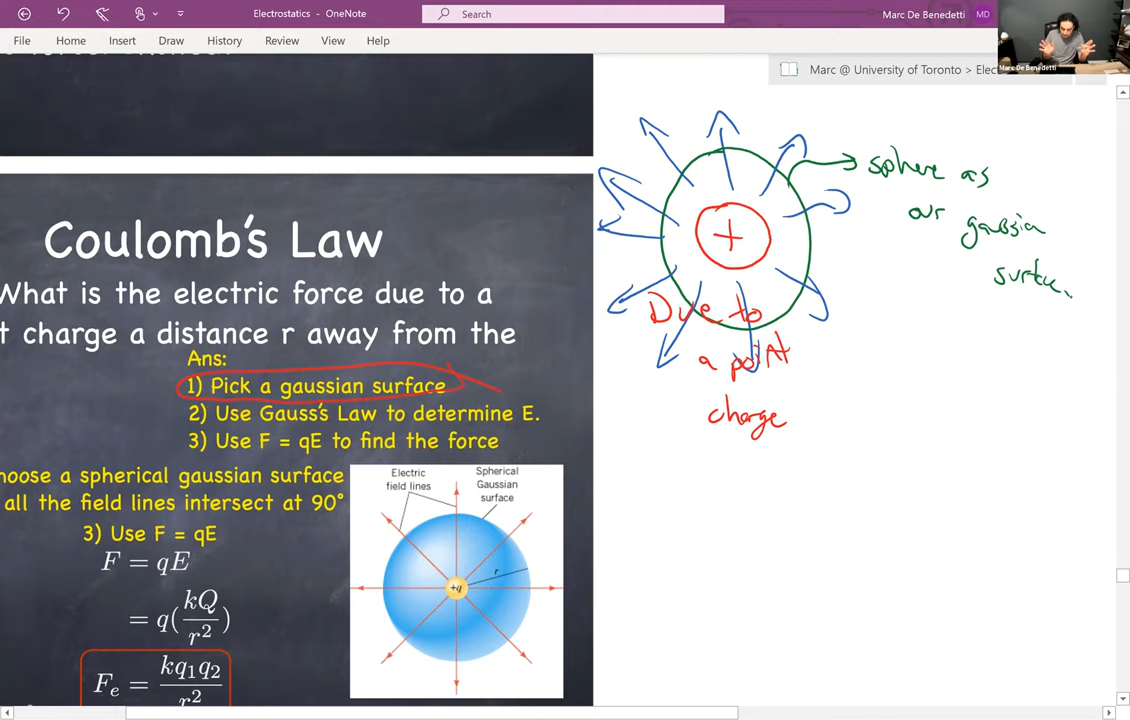 Electrostatics - OneNote
Search
Marc De Benedetti
MD
File Home Insert Draw History Review View Help
Marc De Benedetti
Marc @ University of Toronto > Elec
Coulomb's Law
What is the electric force due to a
t charge a distance r away from the
Ans:
1) Pick a gaussian surface
2) Use Gauss's Law to determine E.
3) Use F = qE to find the force
hoose a spherical gaussian surface
all the field lines intersect at 90°
3) Use F = qE
F = qE
= q(kQ/r²)
Fe = kq1q2/r²
Electric
field lines
Spherical
Gaussian
surface
r
+q
sphere as
our gaussian
surface
+
Due to
a point
charge